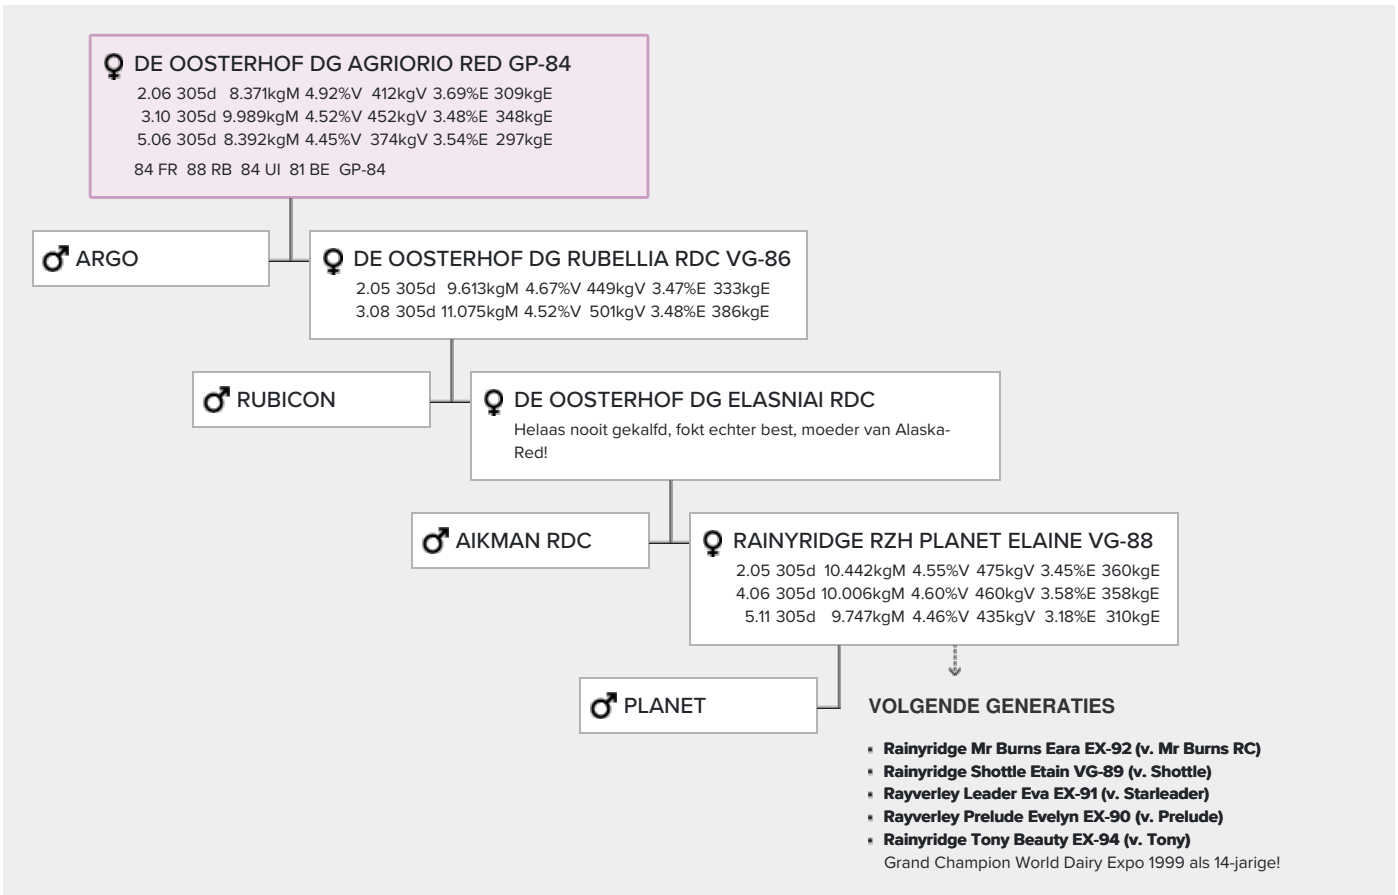 DE OOSTERHOF DG AGRIORIO RED GP-84
2.06 305d 8.371kgM 4.92%V 412kgV 3.69%E 309kgE
3.10 305d 9.989kgM 4.52%V 452kgV 3.48%E 348kgE
5.06 305d 8.392kgM 4.45%V 374kgV 3.54%E 297kgE
84 FR 88 RB 84 UI 81 BE GP-84
ARGO
DE OOSTERHOF DG RUBELLIA RDC VG-86
2.05 305d 9.613kgM 4.67%V 449kgV 3.47%E 333kgE
3.08 305d 11.075kgM 4.52%V 501kgV 3.48%E 386kgE
RUBICON
DE OOSTERHOF DG ELASNIAI RDC
Helaas nooit gekalfd, fokt echter best, moeder van Alaska-
Red!
AIKMAN RDC
RAINYRIDGE RZH PLANET ELAINE VG-88
2.05 305d 10.442kgM 4.55%V 475kgV 3.45%E 360kgE
4.06 305d 10.006kgM 4.60%V 460kgV 3.58%E 358kgE
5.11 305d 9.747kgM 4.46%V 435kgV 3.18%E 310kgE
PLANET
VOLGENDE GENERATIES
▪ Rainyridge Mr Burns Eara EX-92 (v. Mr Burns RC)
▪ Rainyridge Shottle Etain VG-89 (v. Shottle)
▪ Rayverley Leader Eva EX-91 (v. Starleader)
▪ Rayverley Prelude Evelyn EX-90 (v. Prelude)
▪ Rainyridge Tony Beauty EX-94 (v. Tony)
Grand Champion World Dairy Expo 1999 als 14-jarige!